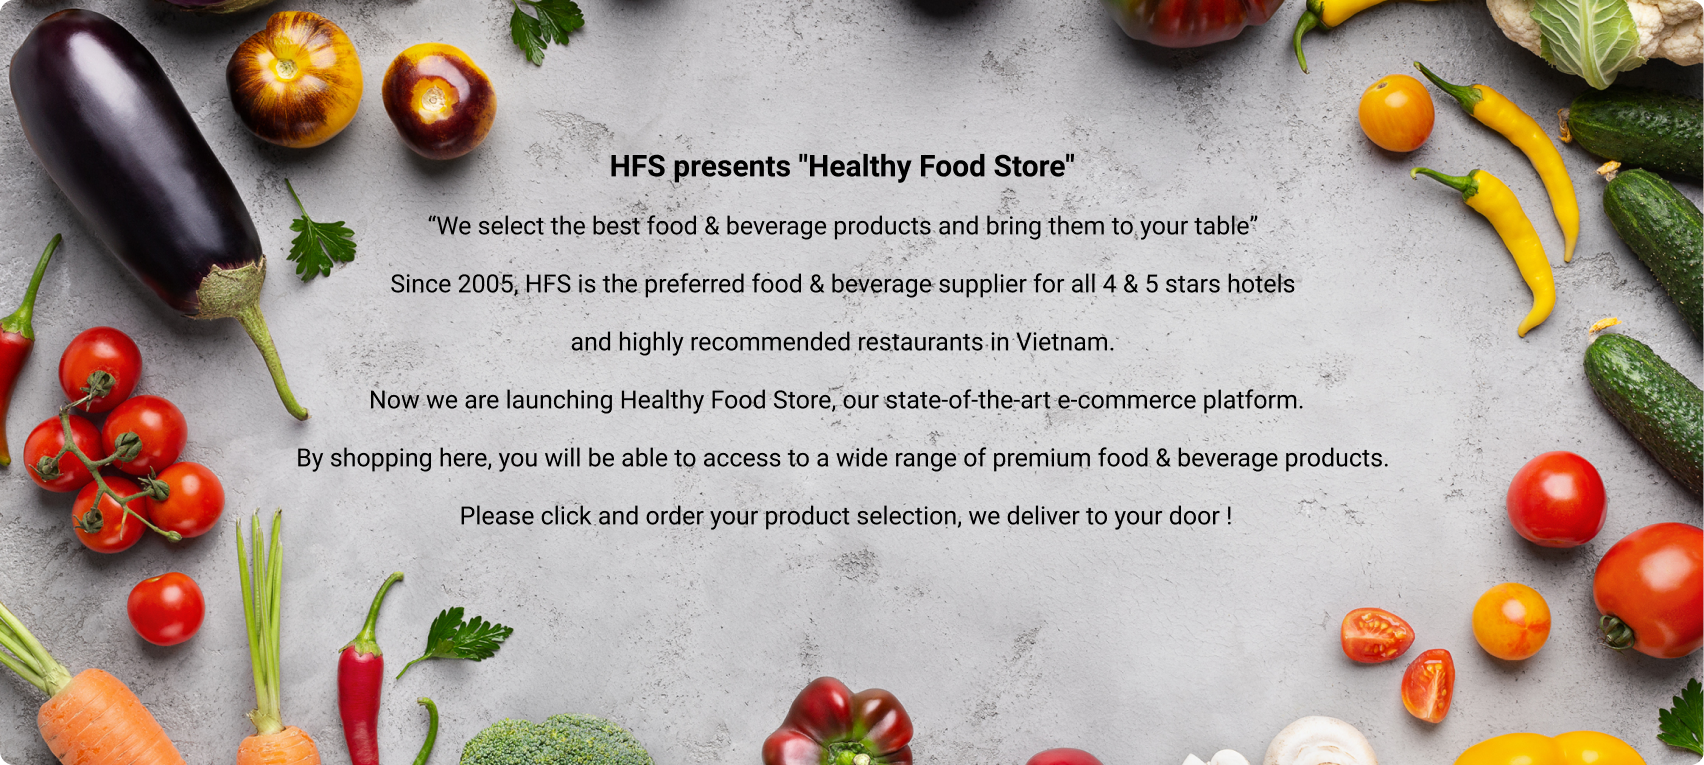 HFS presents "Healthy Food Store"
“We select the best food & beverage products and bring them to your table”
Since 2005, HFS is the preferred food & beverage supplier for all 4 & 5 stars hotels
and highly recommended restaurants in Vietnam.
Now we are launching Healthy Food Store, our state-of-the-art e-commerce platform.
By shopping here, you will be able to access to a wide range of premium food & beverage products.
Please click and order your product selection, we deliver to your door !